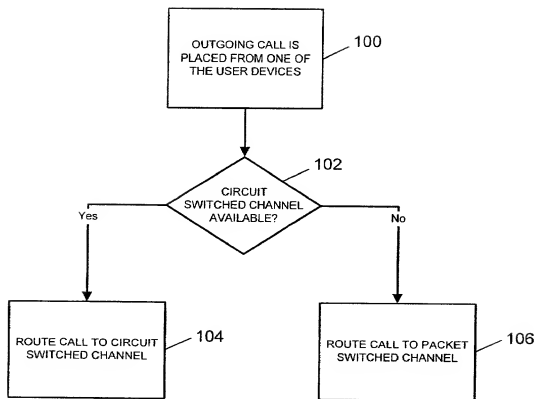 OUTGOING CALL IS
PLACED FROM ONE OF
THE USER DEVICES
100
102
CIRCUIT
SWITCHED CHANNEL
AVAILABLE?
Yes
No
ROUTE CALL TO CIRCUIT
SWITCHED CHANNEL
104
ROUTE CALL TO PACKET
SWITCHED CHANNEL
106